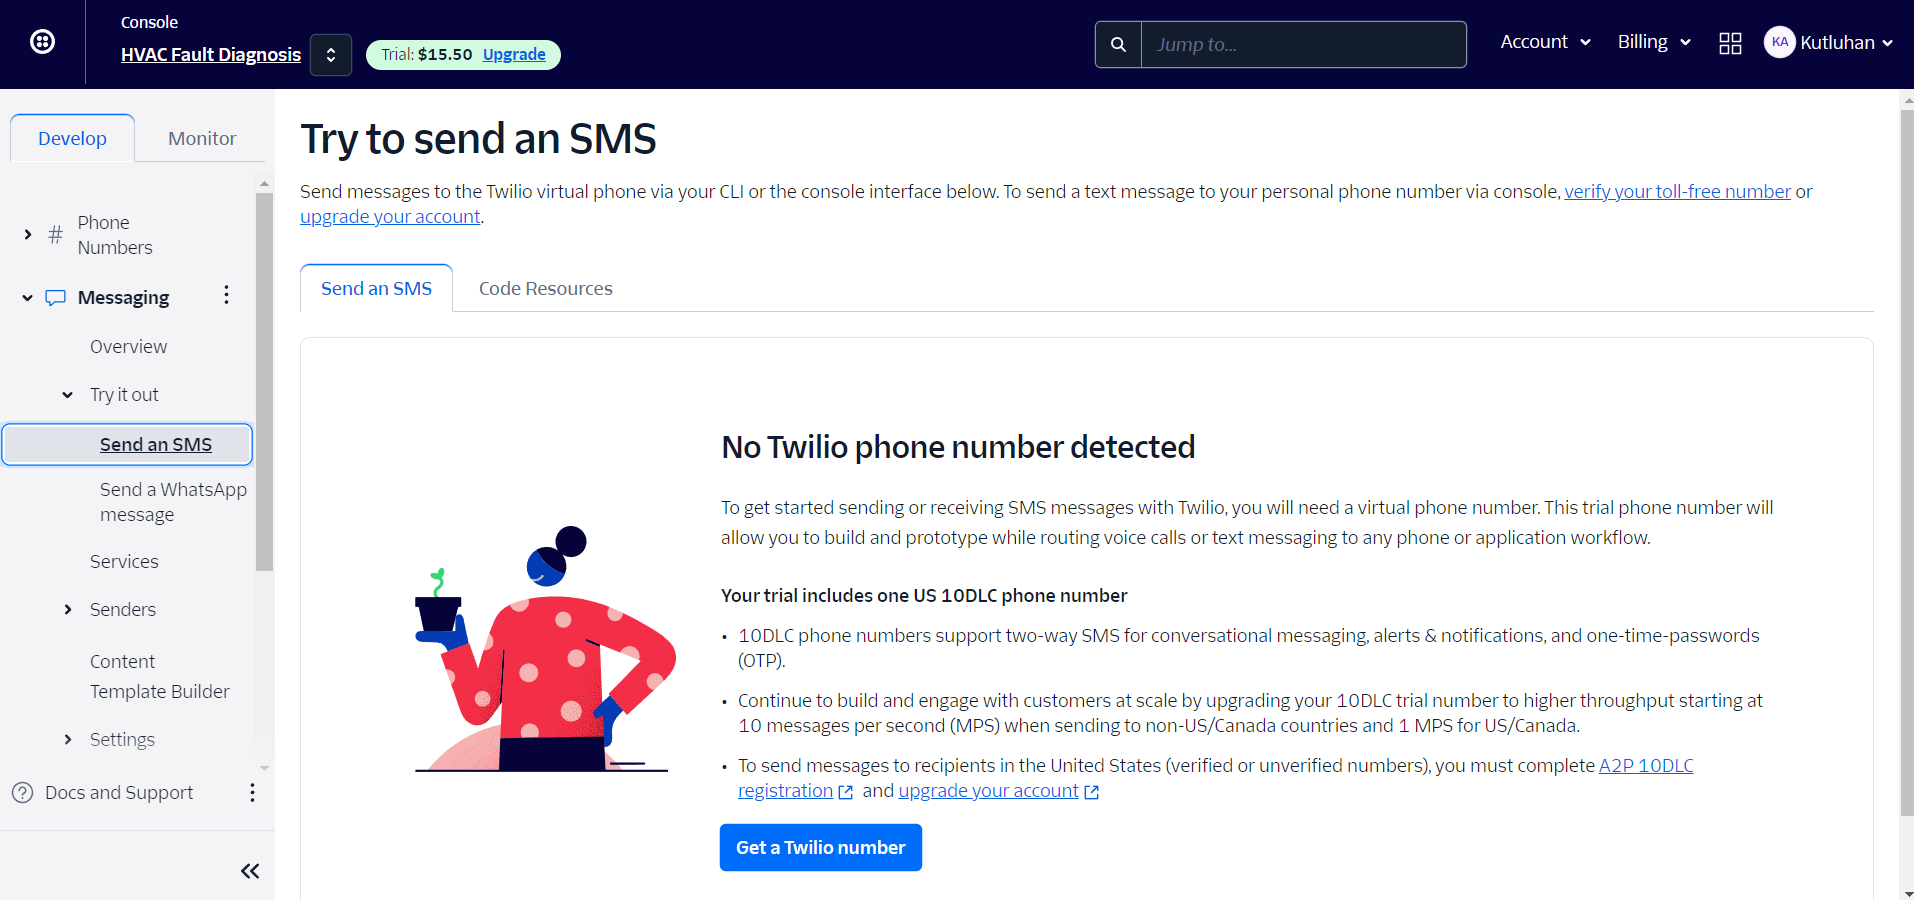 Console
HVAC Fault Diagnosis
Trial: $15.50 Upgrade
Jump to...
Account
Billing
KA
Kutluhan
Develop
Monitor
Phone
Numbers
Messaging
Overview
Try it out
Send an SMS
Send a WhatsApp
message
Services
Senders
Content
Template Builder
Settings
Docs and Support
Try to send an SMS
Send messages to the Twilio virtual phone via your CLI or the console interface below. To send a text message to your personal phone number via console, verify your toll-free number or
upgrade your account.
Send an SMS
Code Resources
No Twilio phone number detected
To get started sending or receiving SMS messages with Twilio, you will need a virtual phone number. This trial phone number will
allow you to build and prototype while routing voice calls or text messaging to any phone or application workflow.
Your trial includes one US 10DLC phone number
• 10DLC phone numbers support two-way SMS for conversational messaging, alerts & notifications, and one-time-passwords
(OTP).
• Continue to build and engage with customers at scale by upgrading your 10DLC trial number to higher throughput starting at
10 messages per second (MPS) when sending to non-US/Canada countries and 1 MPS for US/Canada.
• To send messages to recipients in the United States (verified or unverified numbers), you must complete A2P 10DLC
registration and upgrade your account
Get a Twilio number